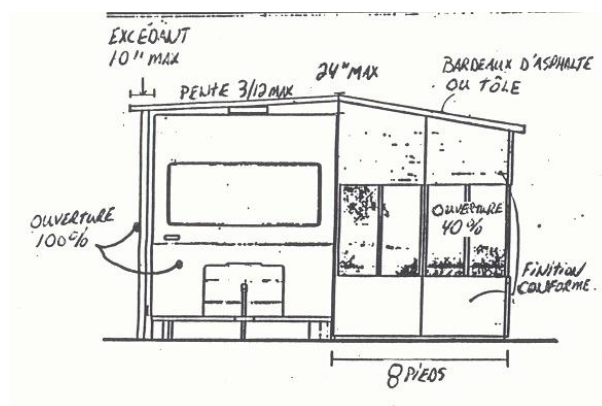 EXCÉDANT
10" MAX
PENTE 3/12 MAX
24" MAX
BARDEAUX D'ASPHALTE
OU TÔLE
OUVERTURE
100%
OUVERTURE
40%
FINITION
CONFORME.
8 PIEDS